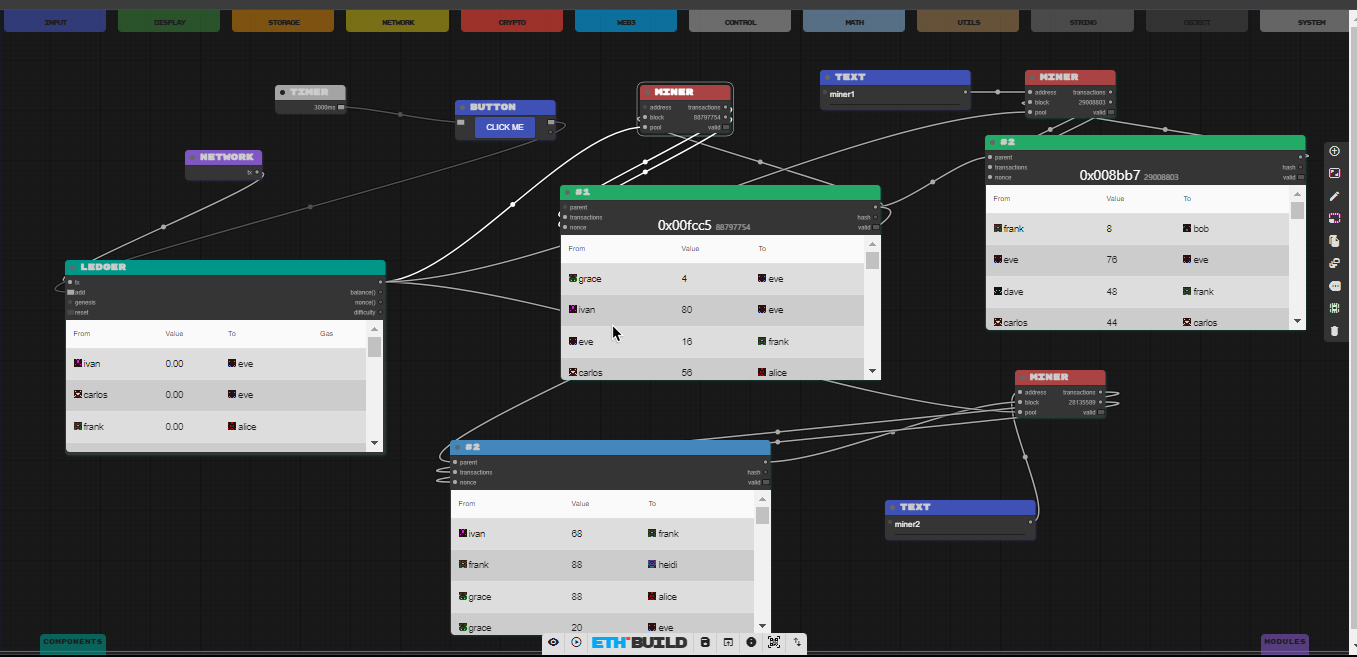 INPUT DISPLAY STORAGE NETWORK CRYPTO WEB3 CONTROL MATH UTILS STRING OBJECT SYSTEM
TIMER
3000ms
BUTTON
CLICK ME
NETWORK
tx
MINER
address transactions
block 88797754
pool valid
TEXT
miner1
MINER
address transactions
block 29008803
pool valid
#2
parent
transactions hash
nonce valid
0x008bb7 29008803
From Value To
frank 8 bob
eve 76 eve
dave 48 frank
carlos 44 carlos
#1
parent
transactions hash
nonce valid
0x00fcc5 88797754
From Value To
grace 4 eve
ivan 80 eve
eve 16 frank
carlos 56 alice
LEDGER
tx
add balance()
genesis nonce()
reset difficulty
From Value To Gas
ivan 0.00 eve
carlos 0.00 eve
frank 0.00 alice
MINER
address transactions
block 28135589
pool valid
#2
parent
transactions hash
nonce valid
From Value To
ivan 68 frank
frank 88 heidi
grace 88 alice
grace 20 eve
TEXT
miner2
COMPONENTS
ETH BUILD
MODULES